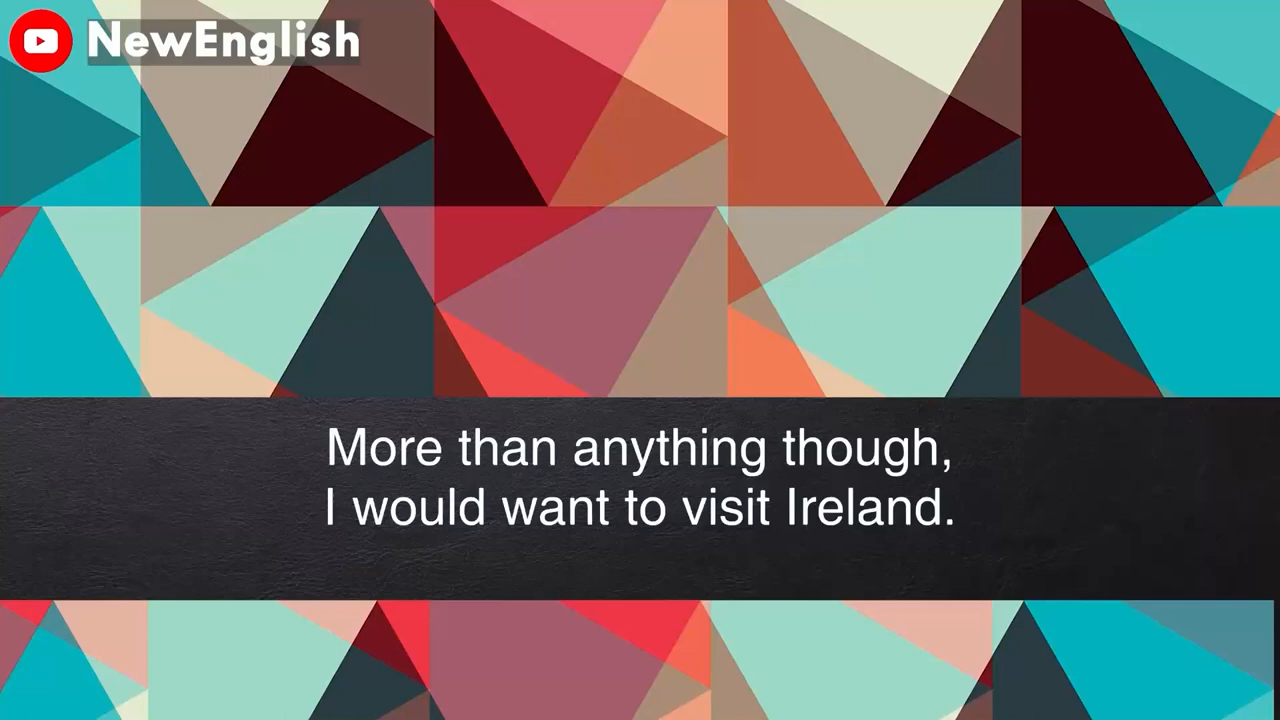 NewEnglish
More than anything though,
I would want to visit Ireland.